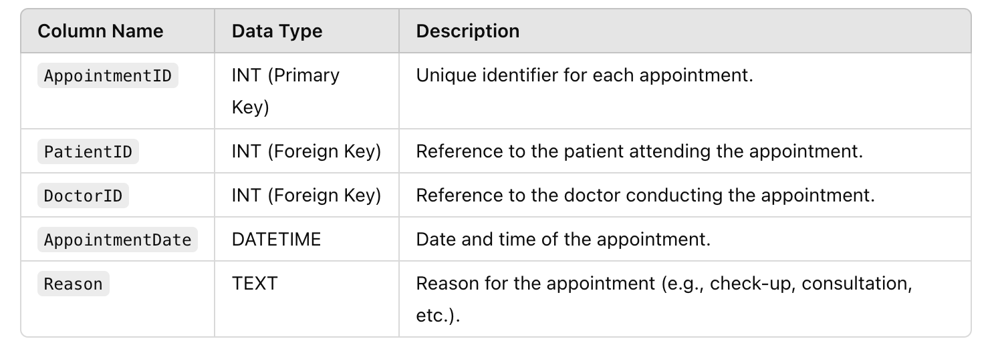 Column Name Data Type Description
AppointmentID INT (Primary Unique identifier for each appointment.
Key)
PatientID INT (Foreign Key) Reference to the patient attending the appointment.
DoctorID INT (Foreign Key) Reference to the doctor conducting the appointment.
AppointmentDate DATETIME Date and time of the appointment.
Reason TEXT Reason for the appointment (e.g., check-up, consultation,
etc.).